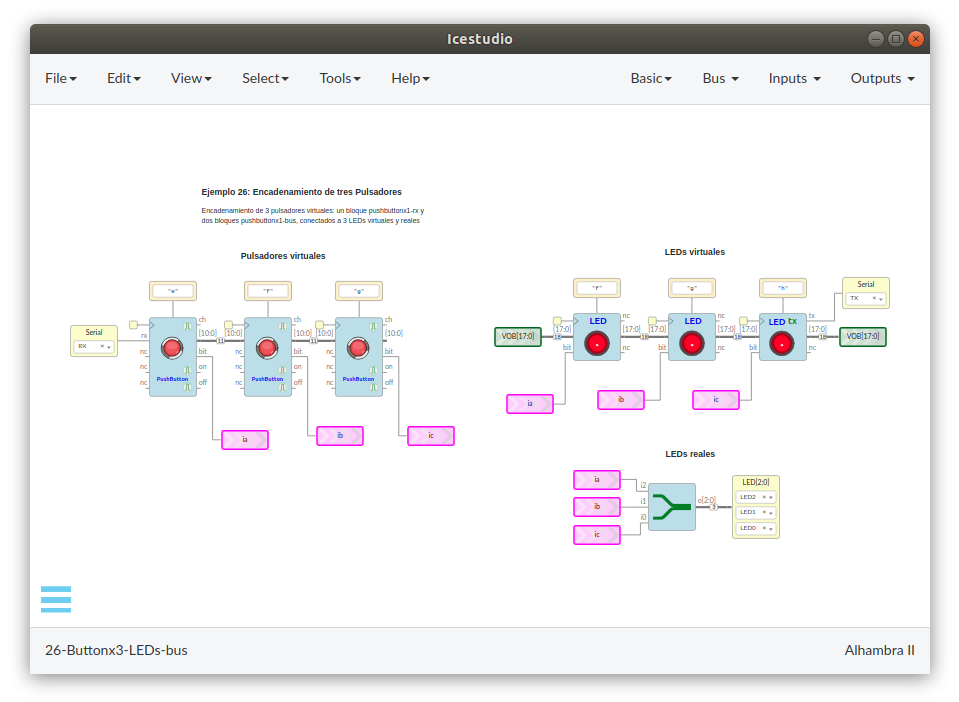 Icestudio
File Edit View Select Tools Help Basic Bus Inputs Outputs
Ejemplo 26: Encadenamiento de tres Pulsadores
Encadenamiento de 3 pulsadores virtuales: un bloque pushbuttonx1-rx y
dos bloques pushbuttonx1-bus, conectados a 3 LEDs virtuales y reales
Pulsadores virtuales
"e" "f" "g"
Serial
RX
rx nc nc nc ch [10:0] bit on off
PushButton
11
[10:0] nc nc nc ch [10:0] bit on off
PushButton
11
[10:0] nc nc nc ch [10:0] bit on off
PushButton
ia ib ic
LEDs virtuales
"f" "g" "h"
Serial
TX
VOB[17:0]
18
[17:0] bit LED nc [17:0] nc
18
[17:0] bit LED nc [17:0] nc
18
[17:0] bit LED tx tx [17:0] nc
18
VOB[17:0]
ia ib ic
LEDs reales
ia i2
ib i1
ic i0
o[2:0]
3
LED[2:0]
LED2
LED1
LED0
26-Buttonx3-LEDs-bus Alhambra II